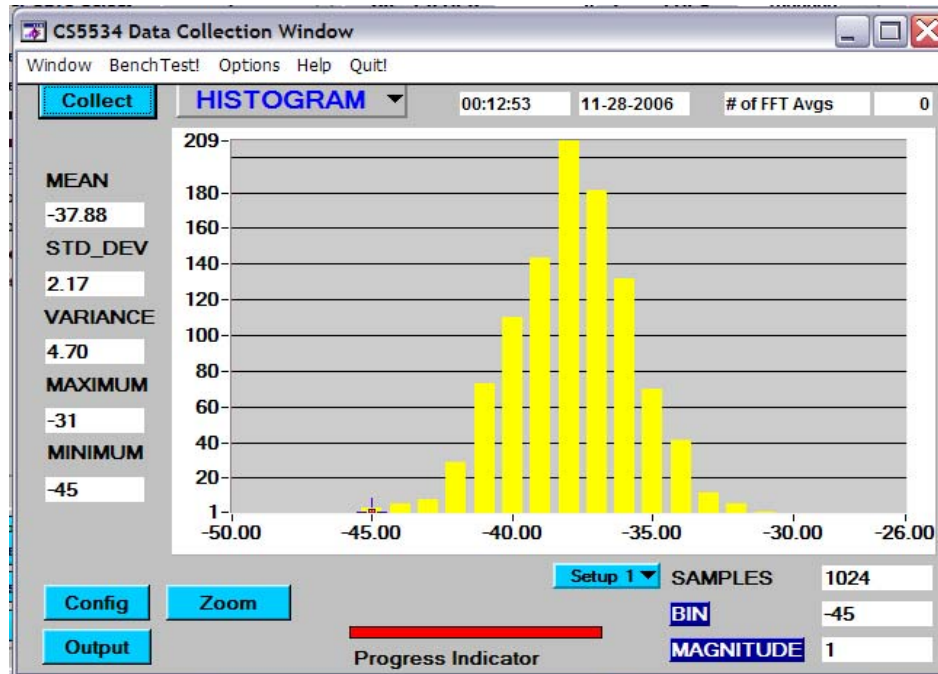 CS5534 Data Collection Window
Window BenchTest! Options Help Quit!
Collect HISTOGRAM 00:12:53 11-28-2006 # of FFT Avgs 0
MEAN
-37.88
STD_DEV
2.17
VARIANCE
4.70
MAXIMUM
-31
MINIMUM
-45
209
180
160
140
120
100
80
60
40
20
1
-50.00 -45.00 -40.00 -35.00 -30.00 -26.00
Config Zoom
Output
Progress Indicator
Setup 1 SAMPLES 1024
BIN -45
MAGNITUDE 1